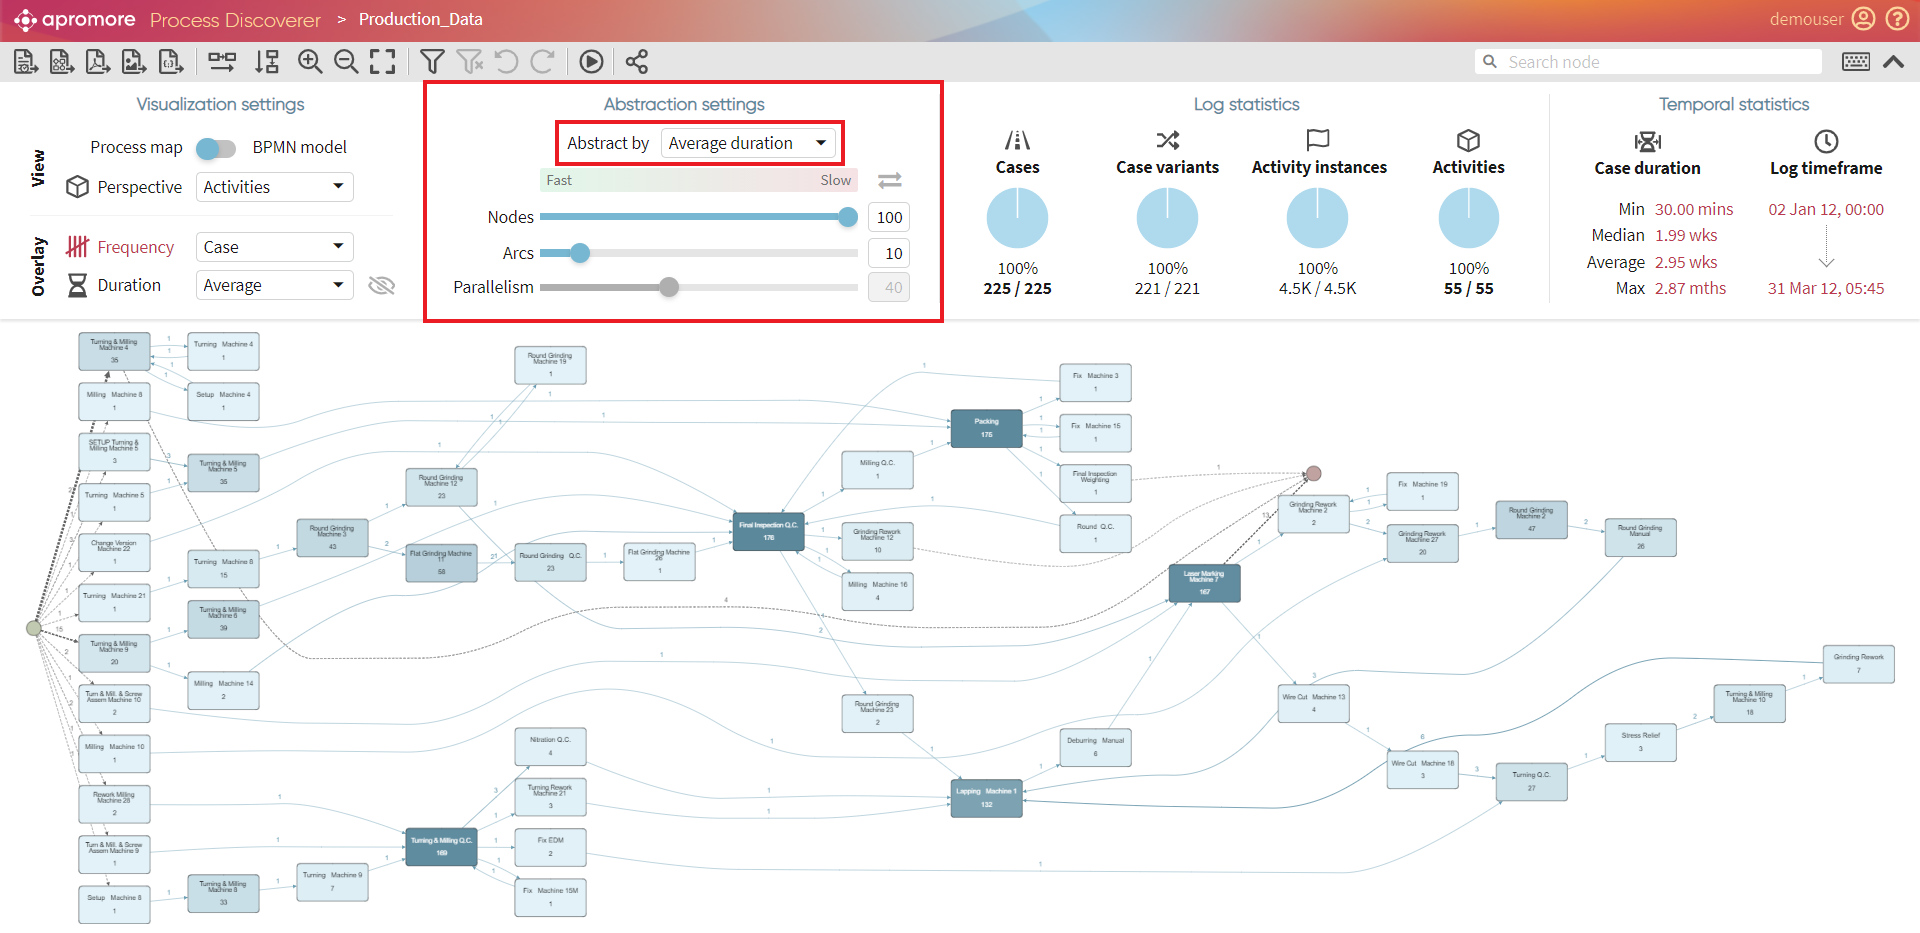 apromore Process Discoverer > Production_Data
demouser
Search node
Visualization settings
View
Process map BPMN model
Perspective Activities
Overlay
Frequency Case
Duration Average
Abstraction settings
Abstract by Average duration
Fast Slow
Nodes 100
Arcs 10
Parallelism 40
Log statistics
Cases
100%
225 / 225
Case variants
100%
221 / 221
Activity instances
100%
4.5K / 4.5K
Activities
100%
55 / 55
Temporal statistics
Case duration
Min 30.00 mins
Median 1.99 wks
Average 2.95 wks
Max 2.87 mths
Log timeframe
02 Jan 12, 00:00
31 Mar 12, 05:45
Turning & Milling
Machine 4
35
Turning Machine 4
1
Milling Machine 8
1
Setup Machine 4
1
SETUP Turning &
Milling Machine 5
3
Turning & Milling
Machine 5
35
Turning Machine 5
1
Change Version
Machine 22
1
Turning Machine 8
15
Turning Machine 21
1
Turning & Milling
Machine 6
39
Turning & Milling
Machine 9
20
Milling Machine 14
2
Turn & Mill. & Screw
Assem Machine 10
2
Milling Machine 10
1
Rework Milling
Machine 28
2
Turn & Mill. & Screw
Assem Machine 9
1
Setup Machine 8
1
Turning & Milling
Machine 8
33
Turning Machine 9
7
Turning & Milling Q.C.
169
Nitration Q.C.
4
Turning Rework
Machine 21
3
Fix EDM
2
Fix Machine 15M
1
Round Grinding
Machine 3
43
Round Grinding
Machine 12
23
Flat Grinding Machine
11
58
Round Grinding
Machine 19
1
Round Grinding Q.C.
23
Flat Grinding Machine
26
1
Final Inspection Q.C.
176
Milling Q.C.
1
Grinding Rework
Machine 12
10
Milling Machine 16
4
Round Grinding
Machine 23
2
Packing
175
Lapping Machine 1
132
Fix Machine 3
1
Fix Machine 15
1
Final Inspection
Weighting
1
Round Q.C.
1
Deburring Manual
6
Laser Marking
Machine 7
167
Grinding Rework
Machine 2
2
Fix Machine 19
1
Grinding Rework
Machine 27
20
Round Grinding
Machine 2
47
Round Grinding
Manual
26
Wire Cut Machine 13
4
Wire Cut Machine 18
3
Turning Q.C.
27
Stress Relief
3
Turning & Milling
Machine 10
18
Grinding Rework
7